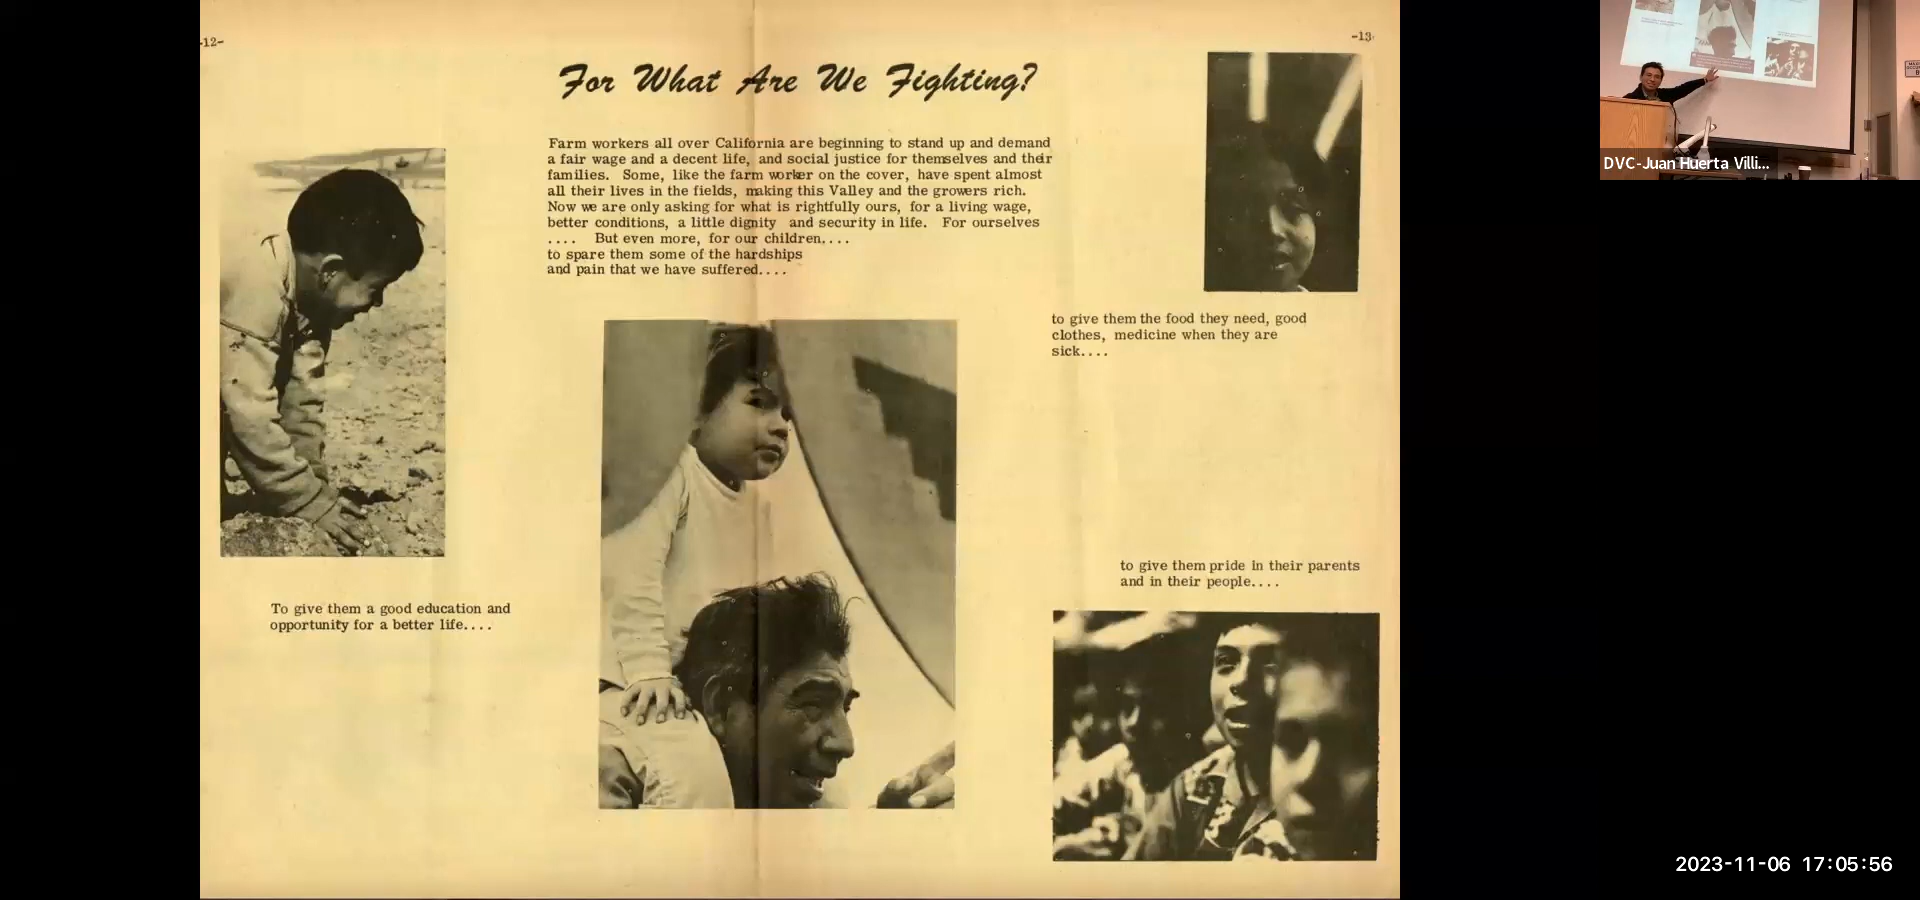 -12-
-13-
For What Are We Fighting?
Farm workers all over California are beginning to stand up and demand
a fair wage and a decent life, and social justice for themselves and their
families. Some, like the farm worker on the cover, have spent almost
all their lives in the fields, making this Valley and the growers rich.
Now we are only asking for what is rightfully ours, for a living wage,
better conditions, a little dignity and security in life. For ourselves
.... But even more, for our children....
to spare them some of the hardships
and pain that we have suffered....
to give them the food they need, good
clothes, medicine when they are
sick....
to give them pride in their parents
and in their people....
To give them a good education and
opportunity for a better life....
DVC-Juan Huerta Villi...
2023-11-06 17:05:56